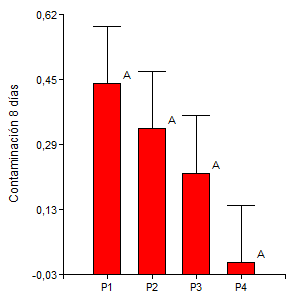 Contaminación 8 días
0,62
0,45
0,29
0,13
-0,03
A
A
A
A
P1 P2 P3 P4